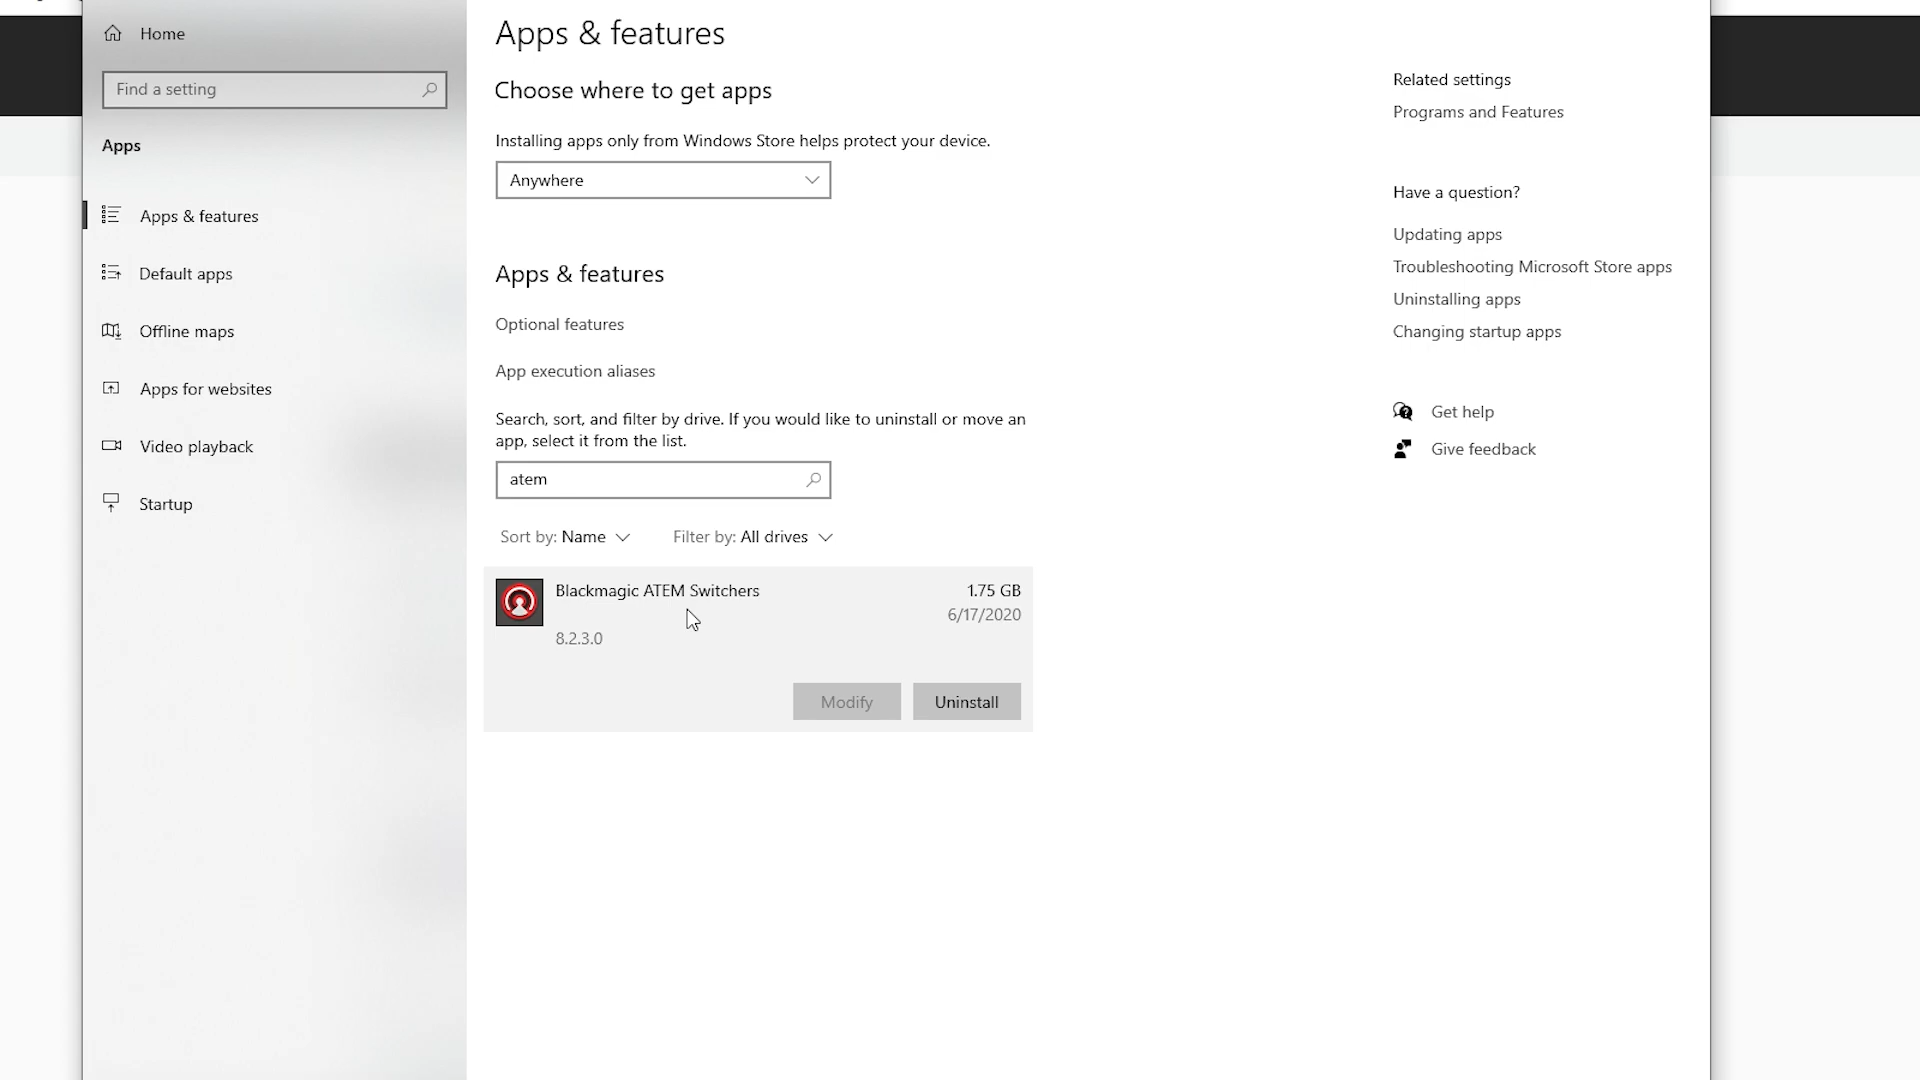 Home
Find a setting
Apps
Apps & features
Default apps
Offline maps
Apps for websites
Video playback
Startup
Apps & features
Choose where to get apps
Installing apps only from Windows Store helps protect your device.
Anywhere
Apps & features
Optional features
App execution aliases
Search, sort, and filter by drive. If you would like to uninstall or move an
app, select it from the list.
atem
Sort by: Name Filter by: All drives
Blackmagic ATEM Switchers 1.75 GB
6/17/2020
8.2.3.0
Modify Uninstall
Related settings
Programs and Features
Have a question?
Updating apps
Troubleshooting Microsoft Store apps
Uninstalling apps
Changing startup apps
Get help
Give feedback